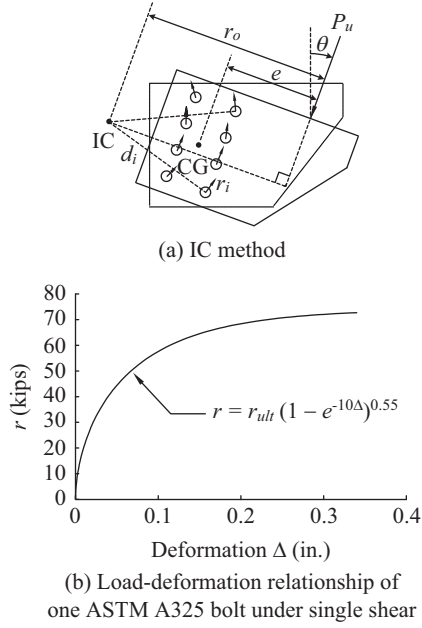 r_o
P_u
θ
e
IC
CG
d_i
r_i
(a) IC method
80
70
60
50
40
30
20
10
0
r (kips)
r = r_ult (1 − e^-10Δ)^0.55
0
0.1
0.2
0.3
0.4
Deformation Δ (in.)
(b) Load-deformation relationship of
one ASTM A325 bolt under single shear